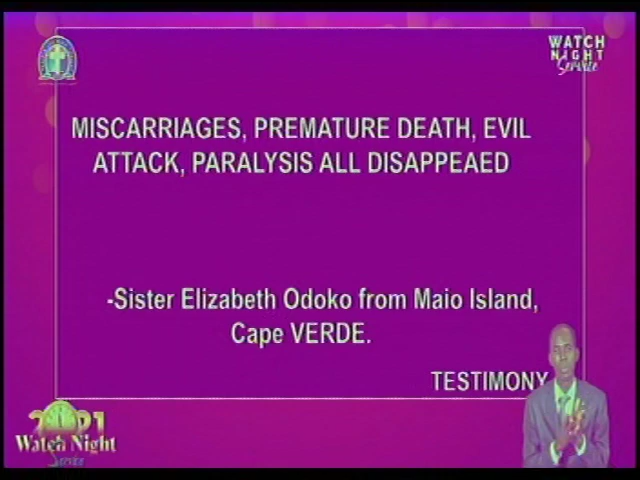 WATCH
NIGHT
Service
MISCARRIAGES, PREMATURE DEATH, EVIL
ATTACK, PARALYSIS ALL DISAPPEAED
-Sister Elizabeth Odoko from Maio Island,
Cape VERDE.
TESTIMONY
2021
Watch Night
Service